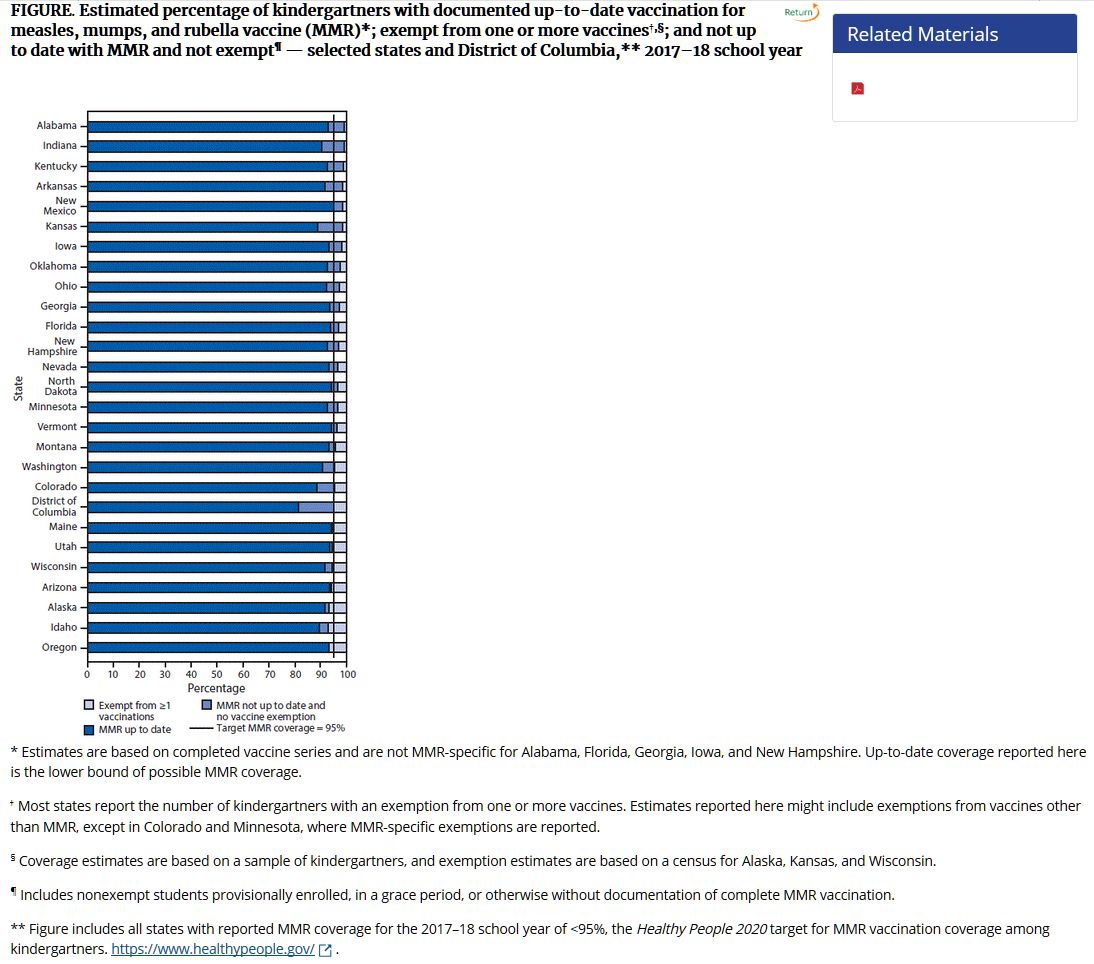 FIGURE. Estimated percentage of kindergartners with documented up-to-date vaccination for
measles, mumps, and rubella vaccine (MMR)*; exempt from one or more vaccines†,§; and not up
to date with MMR and not exempt¶ — selected states and District of Columbia,** 2017–18 school year
Return
Related Materials
Alabama
Indiana
Kentucky
Arkansas
New
Mexico
Kansas
Iowa
Oklahoma
Ohio
Georgia
Florida
New
Hampshire
Nevada
North
Dakota
Minnesota
Vermont
Montana
Washington
Colorado
District of
Columbia
Maine
Utah
Wisconsin
Arizona
Alaska
Idaho
Oregon
State
0 10 20 30 40 50 60 70 80 90 100
Percentage
Exempt from ≥1
vaccinations
MMR up to date
MMR not up to date and
no vaccine exemption
Target MMR coverage = 95%
* Estimates are based on completed vaccine series and are not MMR-specific for Alabama, Florida, Georgia, Iowa, and New Hampshire. Up-to-date coverage reported here
is the lower bound of possible MMR coverage.
† Most states report the number of kindergartners with an exemption from one or more vaccines. Estimates reported here might include exemptions from vaccines other
than MMR, except in Colorado and Minnesota, where MMR-specific exemptions are reported.
§ Coverage estimates are based on a sample of kindergartners, and exemption estimates are based on a census for Alaska, Kansas, and Wisconsin.
¶ Includes nonexempt students provisionally enrolled, in a grace period, or otherwise without documentation of complete MMR vaccination.
** Figure includes all states with reported MMR coverage for the 2017–18 school year of <95%, the Healthy People 2020 target for MMR vaccination coverage among
kindergartners. https://www.healthypeople.gov/ .